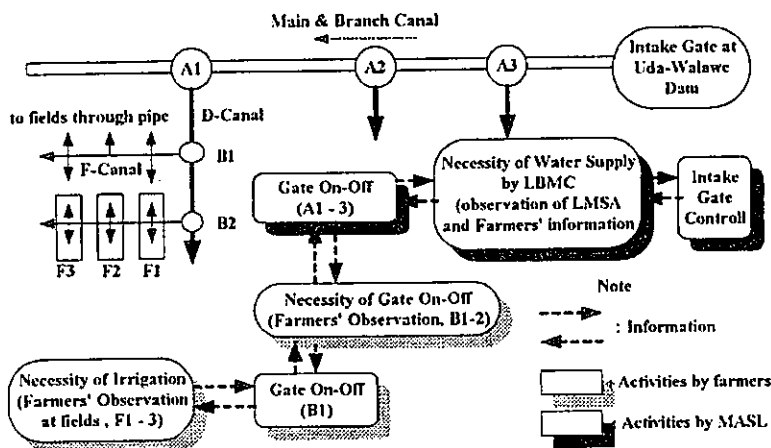 Main & Branch Canal
A1
A2
A3
Intake Gate at
Uda-Walawe
Data
to fields through pipe
D-Canal
F-Canal
B1
B2
F3
F2
F1
Gate On-Off
(A1 - 3)
Necessity of Water Supply
by LBMC
(observation of LMSA
and Farmers' information
Intake
Gate
Controll
Necessity of Gate On-Off
(Farmers' Observation, B1-2)
Necessity of Irrigation
(Farmers' Observation
at fields , F1 - 3)
Gate On-Off
(B1)
Note
: Information
Activities by farmers
Activities by MASL